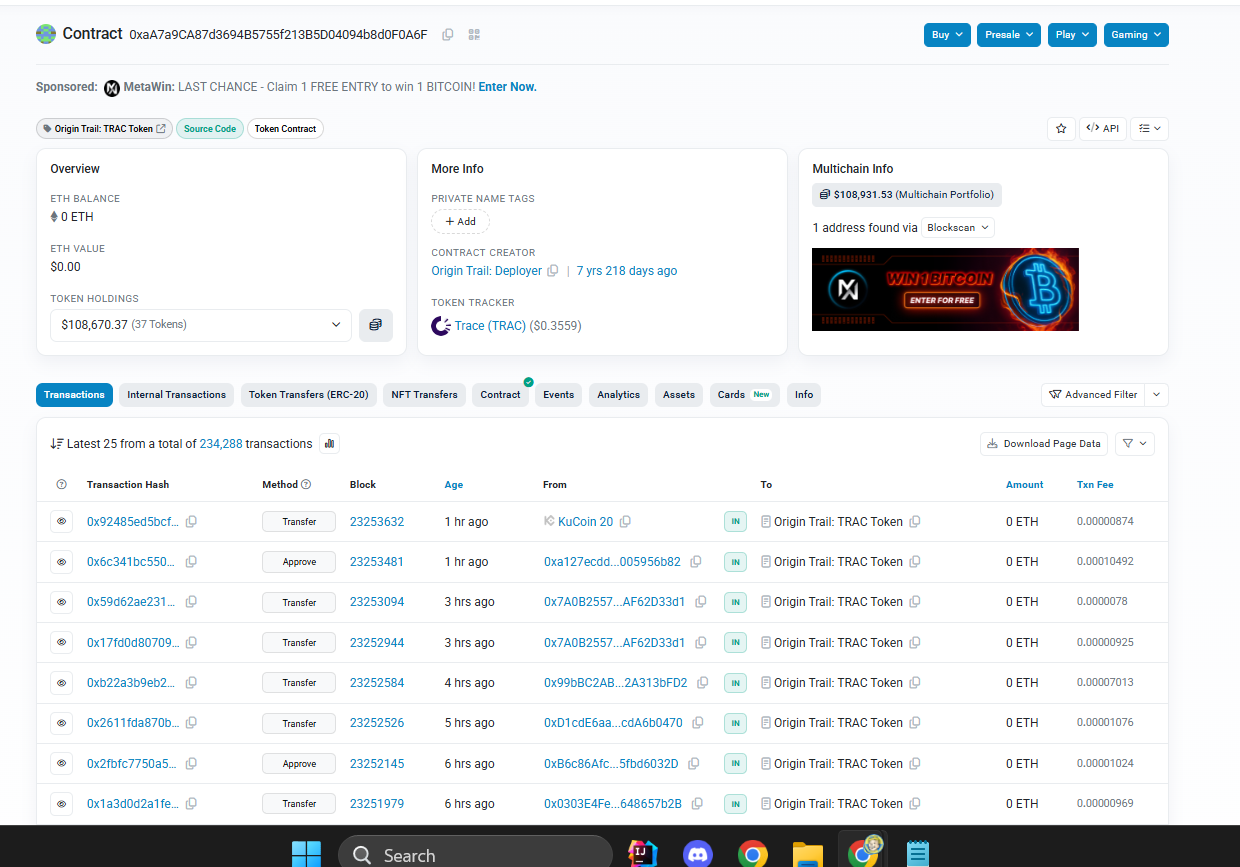 Contract 0xaA7a9CA87d3694B5755f213B5D04094b8d0F0A6F
Buy Presale Play Gaming
Sponsored: MetaWin: LAST CHANCE - Claim 1 FREE ENTRY to win 1 BITCOIN! Enter Now.
Origin Trail: TRAC Token Source Code Token Contract
</> API
Overview
ETH BALANCE
0 ETH
ETH VALUE
$0.00
TOKEN HOLDINGS
$108,670.37 (37 Tokens)
More Info
PRIVATE NAME TAGS
+ Add
CONTRACT CREATOR
Origin Trail: Deployer | 7 yrs 218 days ago
TOKEN TRACKER
Trace (TRAC) ($0.3559)
Multichain Info
$108,931.53 (Multichain Portfolio)
1 address found via Blockscan
WIN 1 BITCOIN
ENTER FOR FREE
Transactions Internal Transactions Token Transfers (ERC-20) NFT Transfers Contract Events Analytics Assets Cards New Info
Advanced Filter
Latest 25 from a total of 234,288 transactions
Download Page Data
Transaction Hash Method Block Age From To Amount Txn Fee
0x92485ed5bcf... Transfer 23253632 1 hr ago KuCoin 20 IN Origin Trail: TRAC Token 0 ETH 0.00000874
0x6c341bc550... Approve 23253481 1 hr ago 0xa127ecdd...005956b82 IN Origin Trail: TRAC Token 0 ETH 0.00010492
0x59d62ae231... Transfer 23253094 3 hrs ago 0x7A0B2557...AF62D33d1 IN Origin Trail: TRAC Token 0 ETH 0.0000078
0x17fd0d80709... Transfer 23252944 3 hrs ago 0x7A0B2557...AF62D33d1 IN Origin Trail: TRAC Token 0 ETH 0.00000925
0xb22a3b9eb2... Transfer 23252584 4 hrs ago 0x99bBC2AB...2A313bFD2 IN Origin Trail: TRAC Token 0 ETH 0.00007013
0x2611fda870b... Transfer 23252526 5 hrs ago 0xD1cdE6aa...cdA6b0470 IN Origin Trail: TRAC Token 0 ETH 0.00001076
0x2fbfc7750a5... Approve 23252145 6 hrs ago 0xB6c86Afc...5fbd6032D IN Origin Trail: TRAC Token 0 ETH 0.00001024
0x1a3d0d2a1fe... Transfer 23251979 6 hrs ago 0x0303E4Fe...648657b2B IN Origin Trail: TRAC Token 0 ETH 0.00000969
Search
IJ